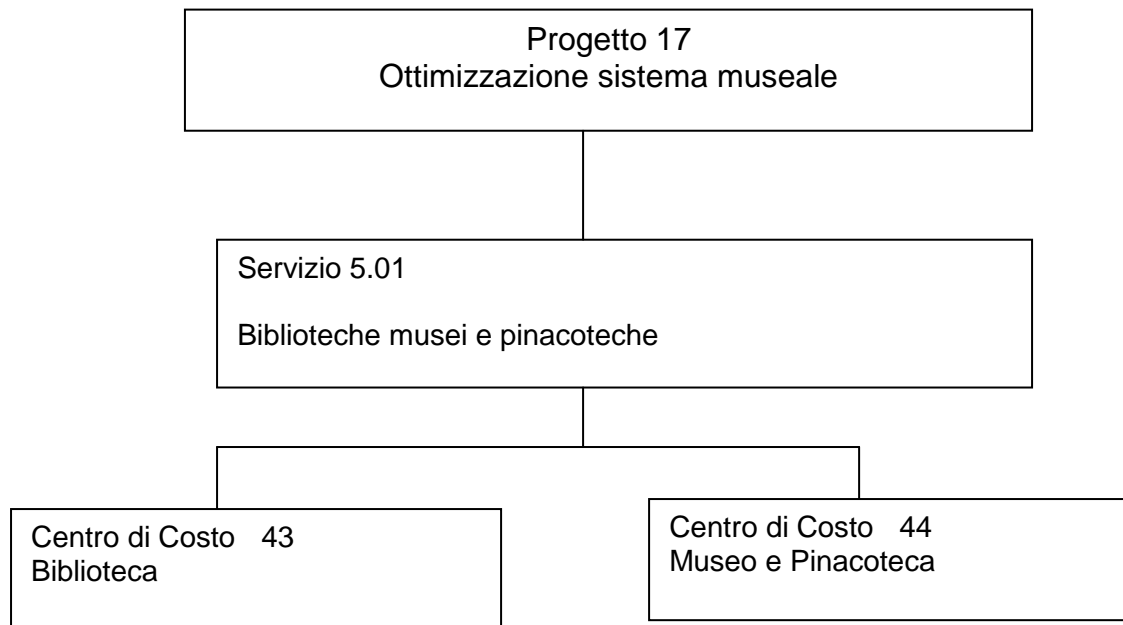 Progetto 17
Ottimizzazione sistema museale
Servizio 5.01
Biblioteche musei e pinacoteche
Centro di Costo 43
Biblioteca
Centro di Costo 44
Museo e Pinacoteca